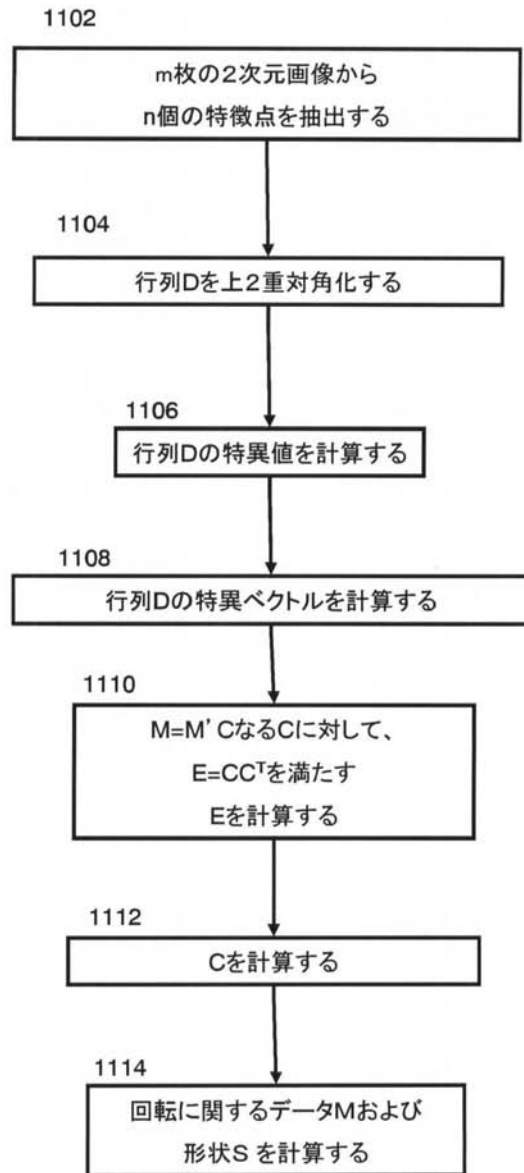 1102
m枚の2次元画像から
n個の特徴点を抽出する
1104
行列Dを上2重対角化する
1106
行列Dの特異値を計算する
1108
行列Dの特異ベクトルを計算する
1110
M=M’CなるCに対して、
E=CCᵀを満たす
Eを計算する
1112
Cを計算する
1114
回転に関するデータMおよび
形状S を計算する